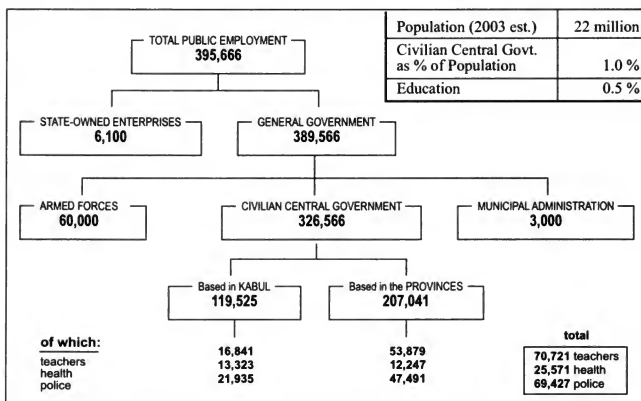 TOTAL PUBLIC EMPLOYMENT
395,666
Population (2003 est.) 22 million
Civilian Central Govt.
as % of Population 1.0 %
Education 0.5 %
STATE-OWNED ENTERPRISES
6,100
GENERAL GOVERNMENT
389,566
ARMED FORCES
60,000
CIVILIAN CENTRAL GOVERNMENT
326,566
MUNICIPAL ADMINISTRATION
3,000
Based in KABUL
119,525
Based in the PROVINCES
207,041
of which:
teachers 16,841 53,879
health 13,323 12,247
police 21,935 47,491
total
70,721 teachers
25,571 health
69,427 police